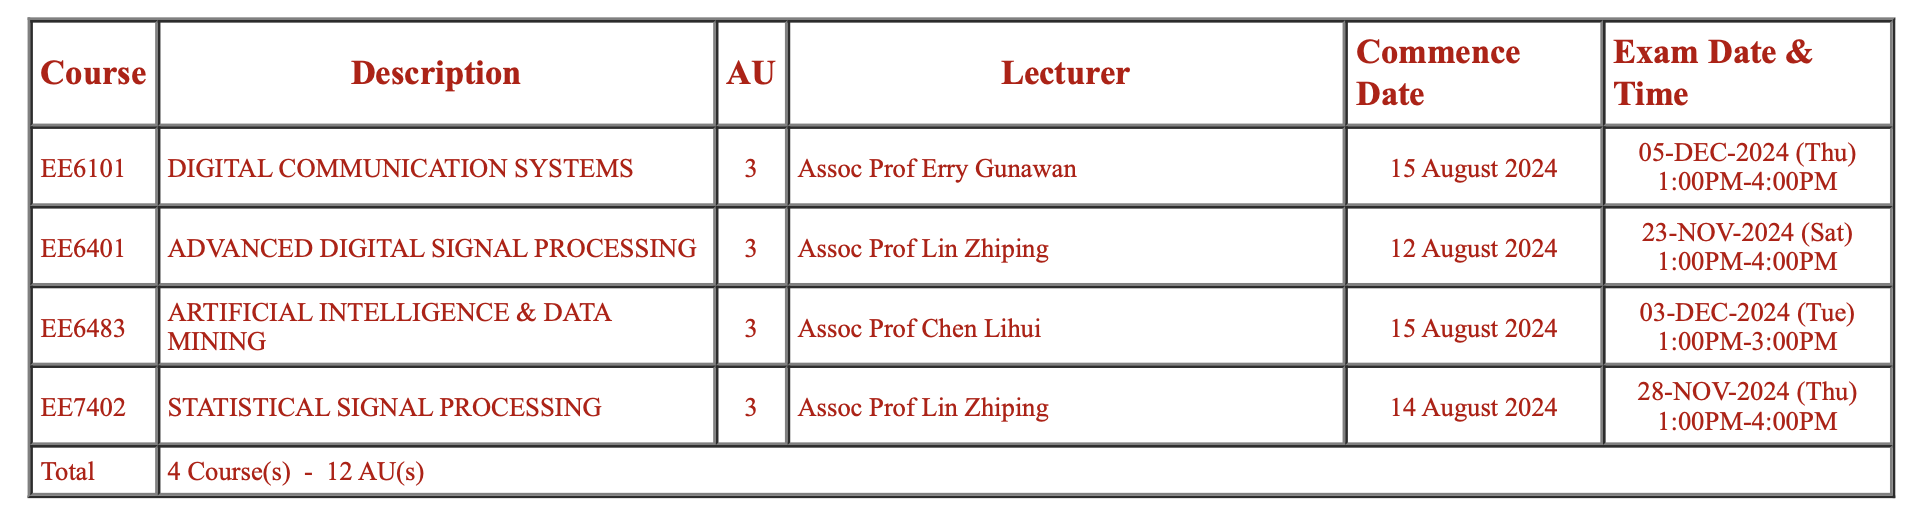 Course Description AU Lecturer Commence Date Exam Date & Time
EE6101 DIGITAL COMMUNICATION SYSTEMS 3 Assoc Prof Erry Gunawan 15 August 2024 05-DEC-2024 (Thu) 1:00PM-4:00PM
EE6401 ADVANCED DIGITAL SIGNAL PROCESSING 3 Assoc Prof Lin Zhiping 12 August 2024 23-NOV-2024 (Sat) 1:00PM-4:00PM
EE6483 ARTIFICIAL INTELLIGENCE & DATA MINING 3 Assoc Prof Chen Lihui 15 August 2024 03-DEC-2024 (Tue) 1:00PM-3:00PM
EE7402 STATISTICAL SIGNAL PROCESSING 3 Assoc Prof Lin Zhiping 14 August 2024 28-NOV-2024 (Thu) 1:00PM-4:00PM
Total 4 Course(s) - 12 AU(s)